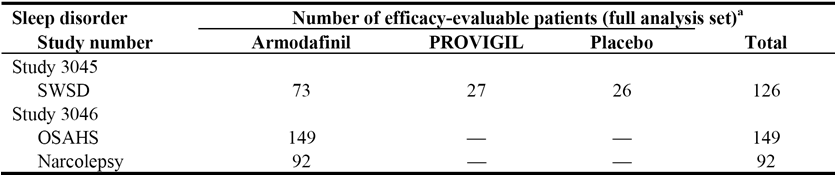 Sleep disorder Number of efficacy-evaluable patients (full analysis set)a
Study number Armodafinil PROVIGIL Placebo Total
Study 3045
SWSD 73 27 26 126
Study 3046
OSAHS 149 — — 149
Narcolepsy 92 — — 92